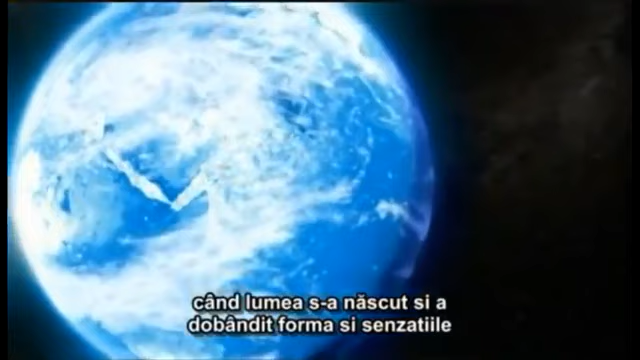 când lumea s-a născut si a
dobândit forma si senzatiile